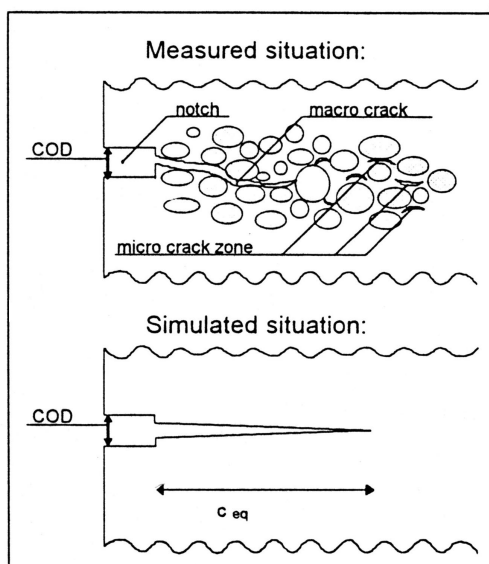 Measured situation:
notch
macro crack
COD
micro crack zone
Simulated situation:
COD
c eq